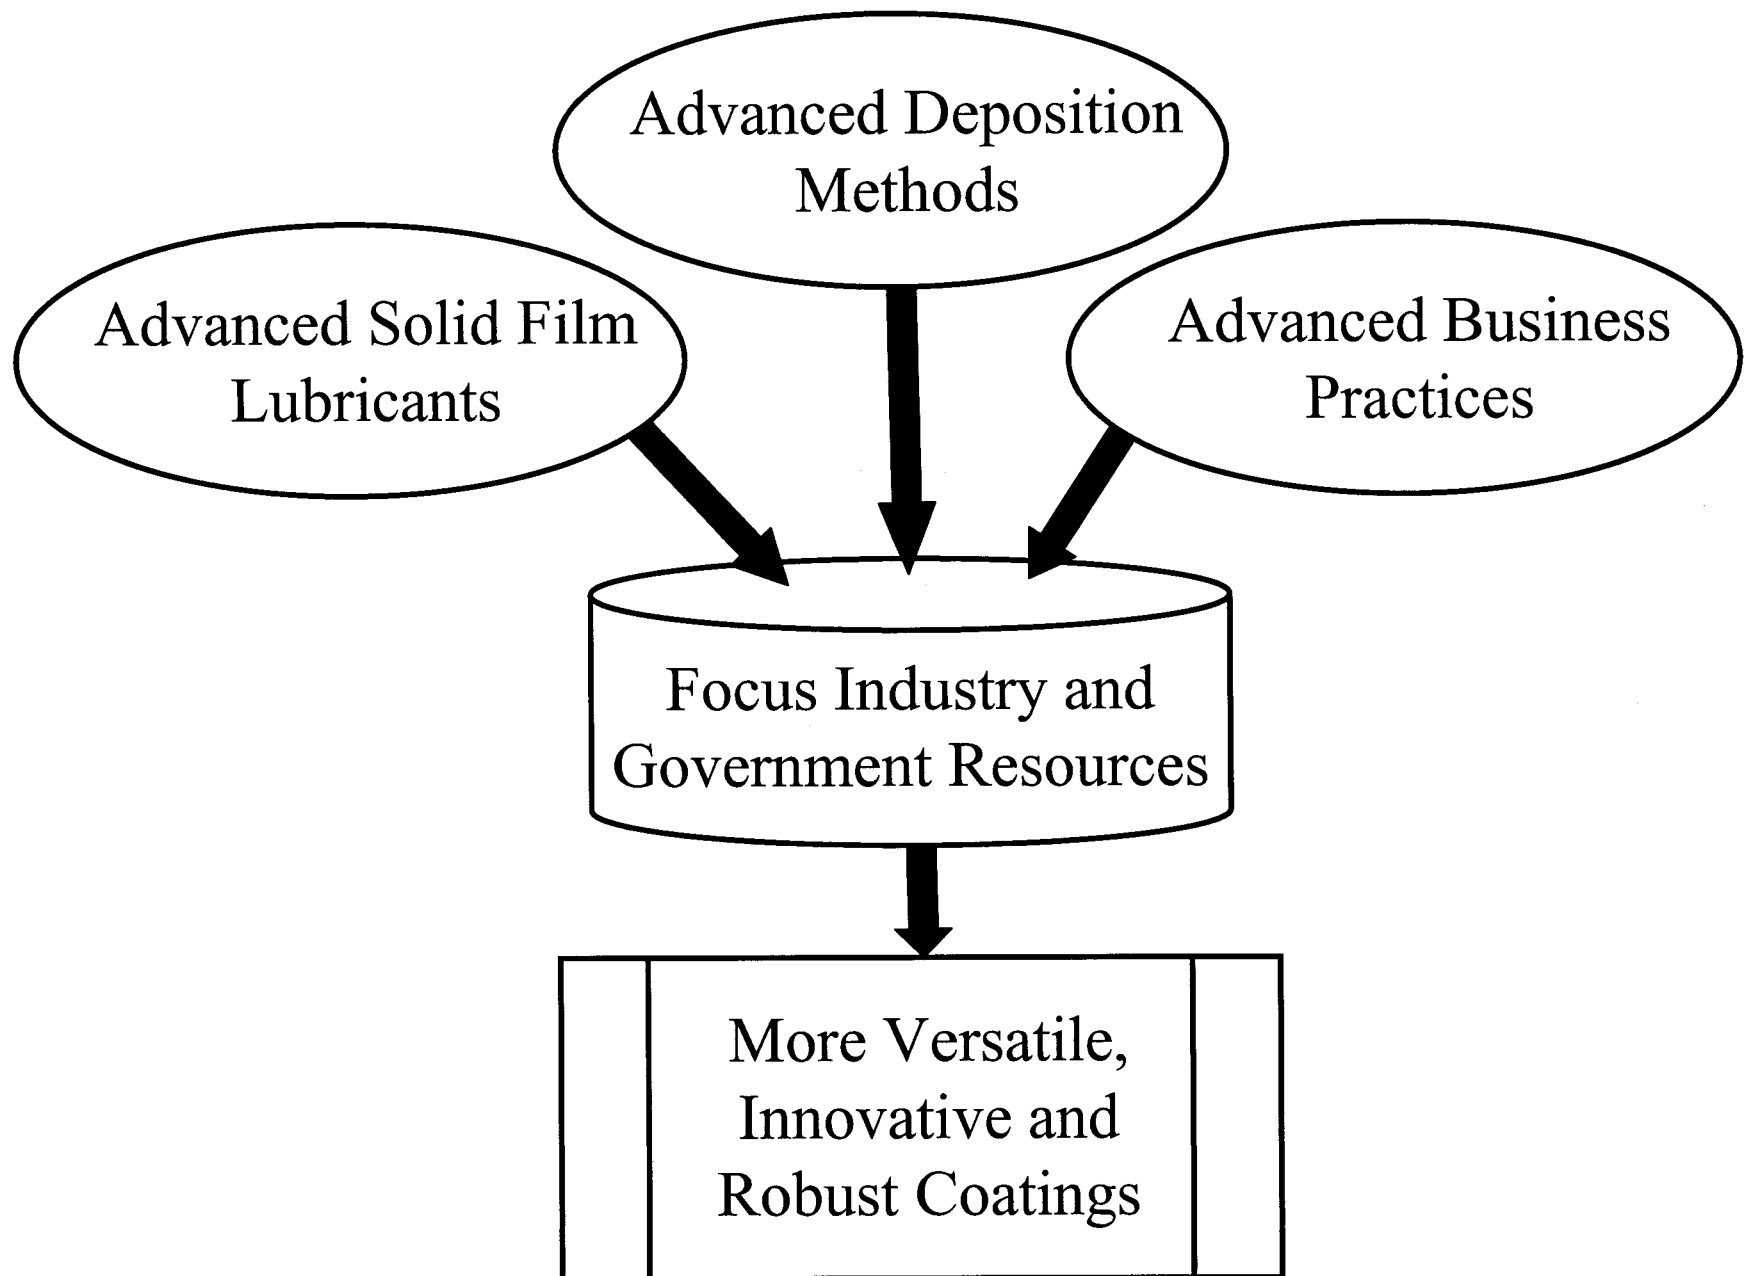 Advanced Deposition
Methods
Advanced Solid Film
Lubricants
Advanced Business
Practices
Focus Industry and
Government Resources
More Versatile,
Innovative and
Robust Coatings